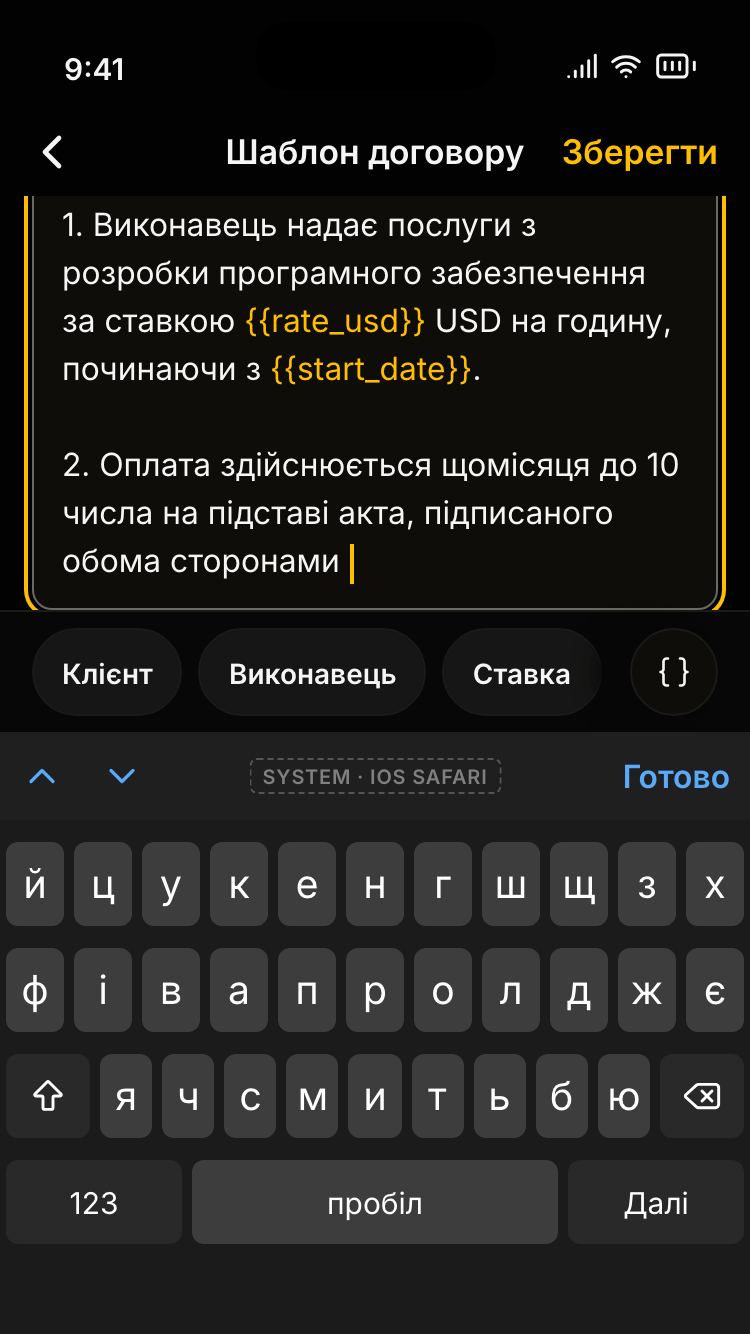 9:41
Шаблон договору
Зберегти
1. Виконавець надає послуги з
розробки програмного забезпечення
за ставкою {{rate_usd}} USD на годину,
починаючи з {{start_date}}.
2. Оплата здійснюється щомісяця до 10
числа на підставі акта, підписаного
обома сторонами
Клієнт
Виконавець
Ставка
{ }
SYSTEM · IOS SAFARI
Готово
й ц у к е н г ш щ з х
ф і в а п р о л д ж є
я ч с м и т ь б ю
123
пробіл
Далі